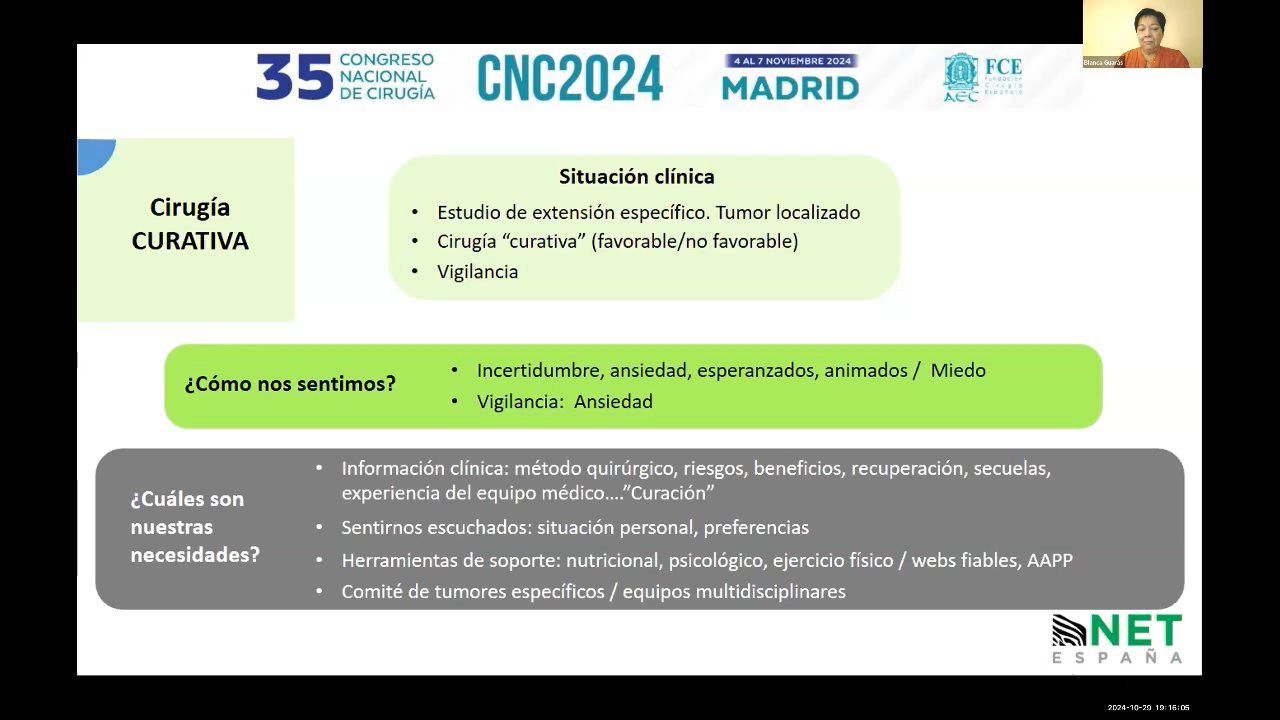 35 CONGRESO
NACIONAL
DE CIRUGÍA
CNC2024
4 AL 7 NOVIEMBRE 2024
MADRID
AEC
FCE
Fundación
Cirugía
Española
Blanca Guarás
Cirugía
CURATIVA
Situación clínica
• Estudio de extensión específico. Tumor localizado
• Cirugía “curativa” (favorable/no favorable)
• Vigilancia
¿Cómo nos sentimos?
• Incertidumbre, ansiedad, esperanzados, animados / Miedo
• Vigilancia: Ansiedad
¿Cuáles son
nuestras
necesidades?
• Información clínica: método quirúrgico, riesgos, beneficios, recuperación, secuelas,
experiencia del equipo médico....”Curación”
• Sentirnos escuchados: situación personal, preferencias
• Herramientas de soporte: nutricional, psicológico, ejercicio físico / webs fiables, AAPP
• Comité de tumores específicos / equipos multidisciplinares
NET
ESPAÑA
2024-10-29 19:16:05